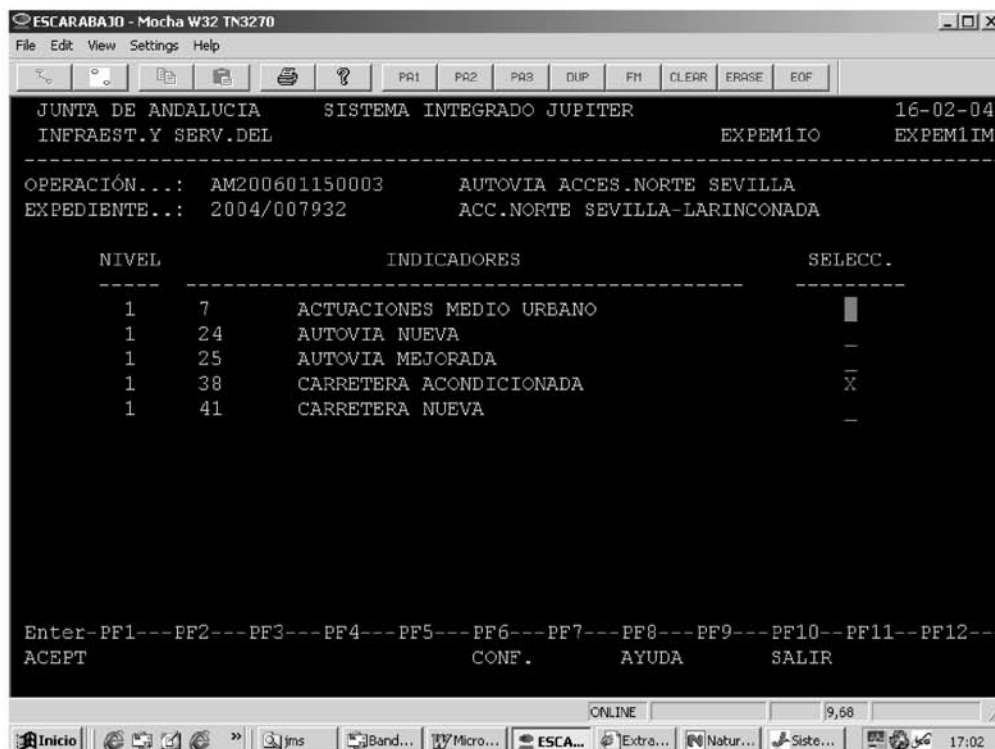 ESCARABAJO - Mocha W32 TN3270
File Edit View Settings Help
PA1 PA2 PA3 DUP FM CLEAR ERASE EOF
JUNTA DE ANDALUCIA SISTEMA INTEGRADO JUPITER 16-02-04
INFRAEST.Y SERV.DEL EXPEM1IO EXPEM1IM
OPERACIÓN...: AM200601150003 AUTOVIA ACCES.NORTE SEVILLA
EXPEDIENTE..: 2004/007932 ACC.NORTE SEVILLA-LARINCONADA
NIVEL INDICADORES SELECC.
1 7 ACTUACIONES MEDIO URBANO
1 24 AUTOVIA NUEVA _
1 25 AUTOVIA MEJORADA _
1 38 CARRETERA ACONDICIONADA X
1 41 CARRETERA NUEVA _
Enter-PF1---PF2---PF3---PF4---PF5---PF6---PF7---PF8---PF9---PF10--PF11--PF12--
ACEPT CONF. AYUDA SALIR
ONLINE 9,68
Inicio » jms Band... Micro... ESCA... Extra... Natur... Siste... 17:02